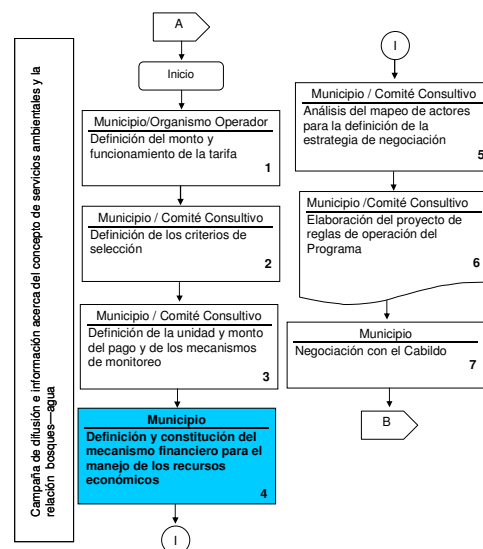 Campaña de difusión e información acerca del concepto de servicios ambientales y la
relación bosques—agua
A
Inicio
Municipio/Organismo Operador
Definición del monto y
funcionamiento de la tarifa
1
Municipio / Comité Consultivo
Definición de los criterios de
selección
2
Municipio / Comité Consultivo
Definición de la unidad y monto
del pago y de los mecanismos
de monitoreo
3
Municipio
Definición y constitución del
mecanismo financiero para el
manejo de los recursos
económicos
4
I
I
Municipio / Comité Consultivo
Análisis del mapeo de actores
para la definición de la
estrategia de negociación
5
Municipio /Comité Consultivo
Elaboración del proyecto de
reglas de operación del
Programa
6
Municipio
Negociación con el Cabildo
7
B